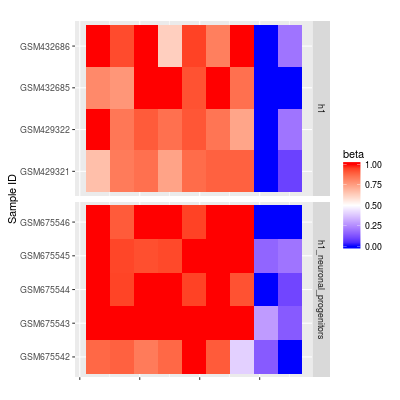 GSM432686
GSM432685
GSM429322
GSM429321
GSM675546
GSM675545
GSM675544
GSM675543
GSM675542
Sample ID
h1
h1_neuronal_progenitors
beta
1.00
0.75
0.50
0.25
0.00